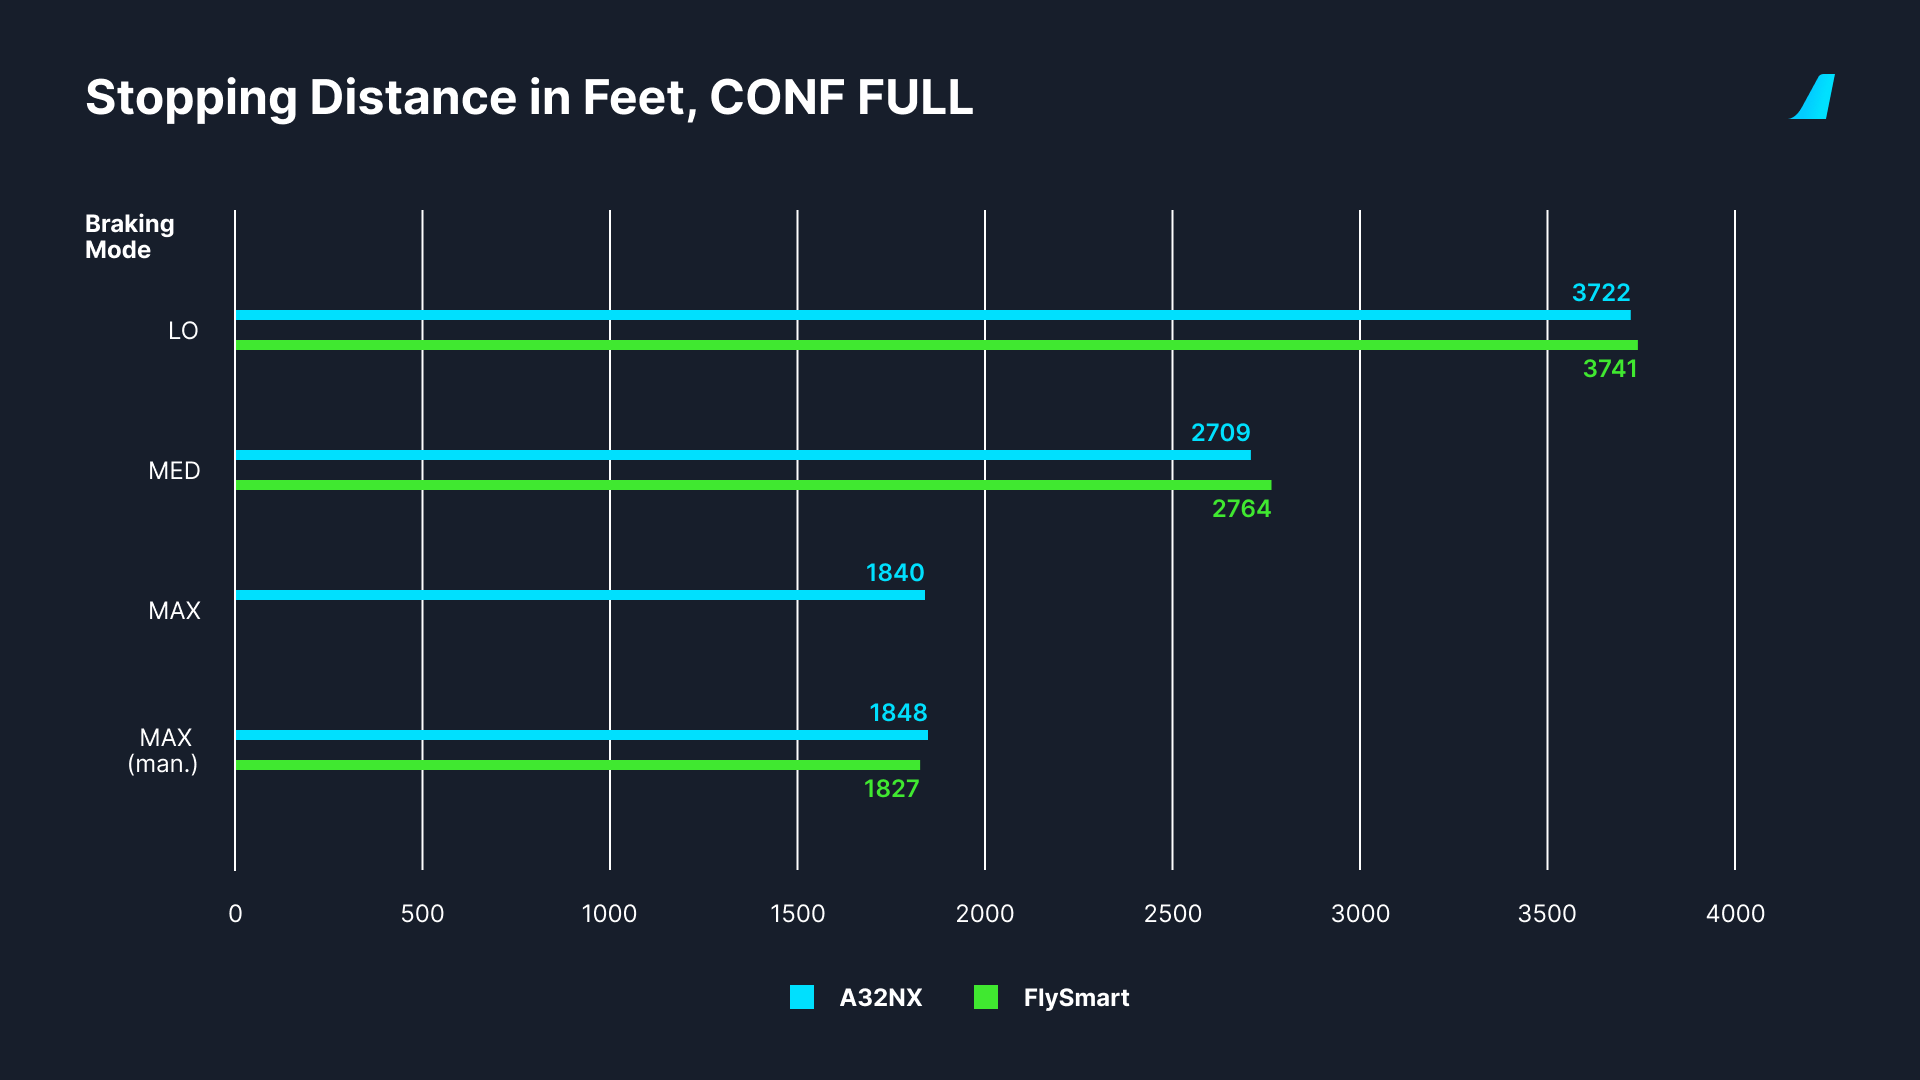 Stopping Distance in Feet, CONF FULL
Braking
Mode
3722
LO
3741
2709
MED
2764
1840
MAX
1848
MAX
(man.)
1827
0 500 1000 1500 2000 2500 3000 3500 4000
A32NX FlySmart